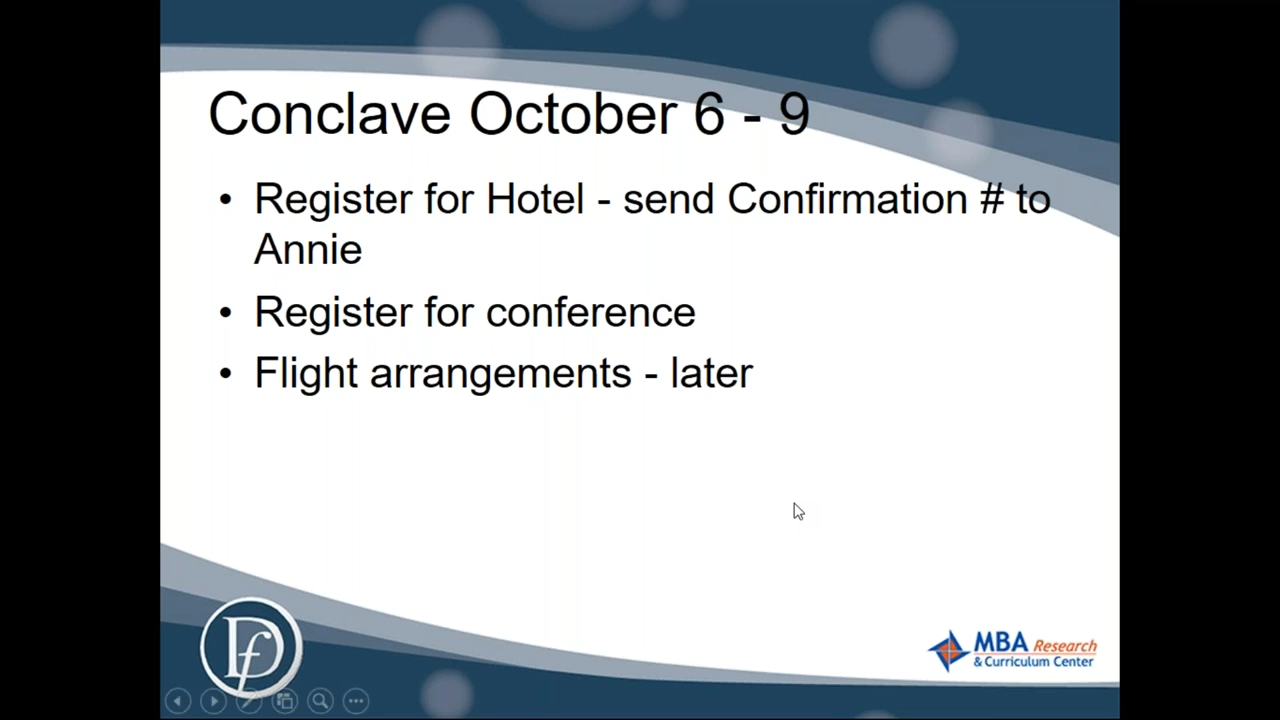 Conclave October 6 - 9
• Register for Hotel - send Confirmation # to
Annie
• Register for conference
• Flight arrangements - later
Df
MBA Research
& Curriculum Center